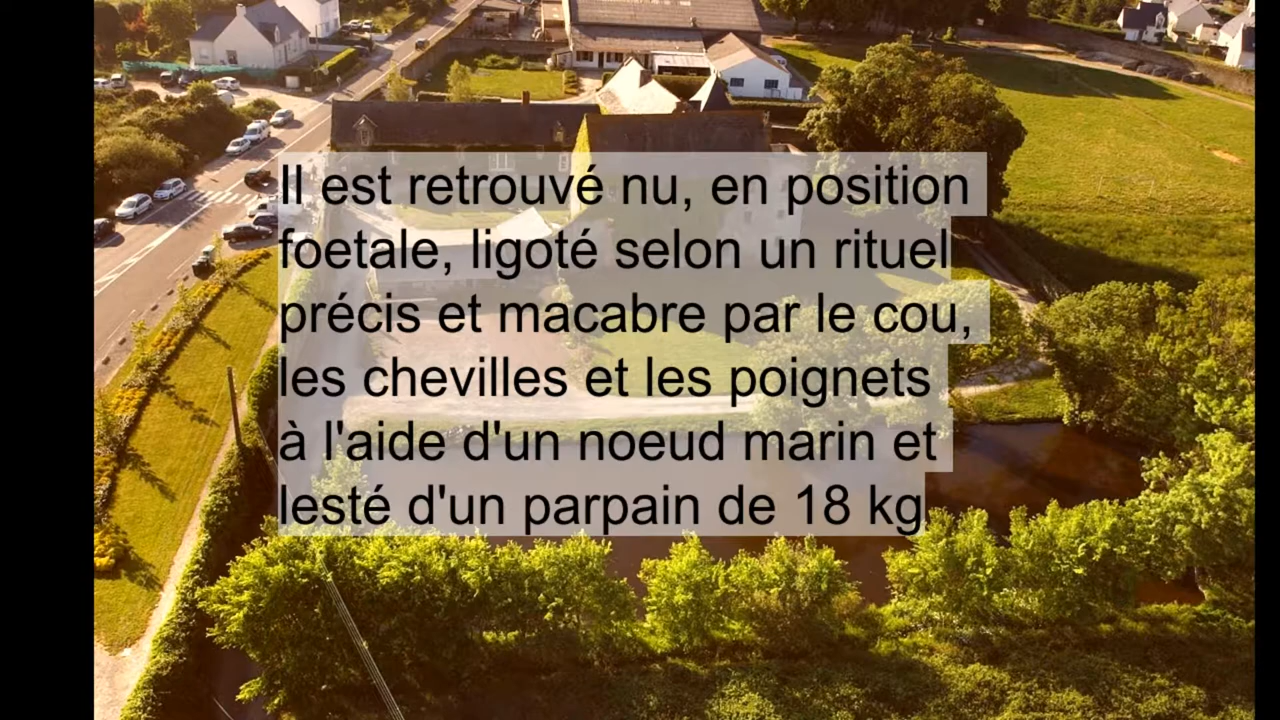 Il est retrouvé nu, en position
foetale, ligoté selon un rituel
précis et macabre par le cou,
les chevilles et les poignets
à l'aide d'un noeud marin et
lesté d'un parpain de 18 kg.